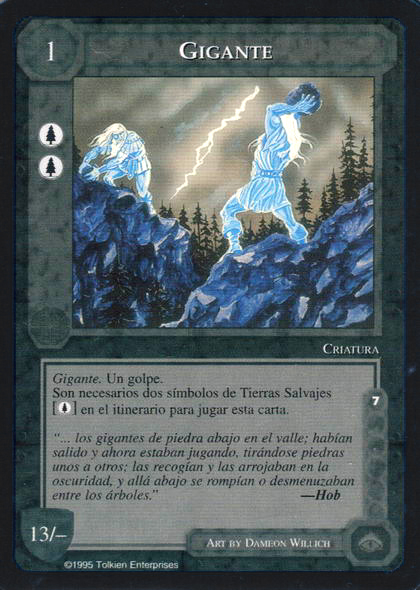 1
GIGANTE
CRIATURA
Gigante. Un golpe.
Son necesarios dos símbolos de Tierras Salvajes
[ ] en el itinerario para jugar esta carta.
7
"... los gigantes de piedra abajo en el valle; habían
salido y ahora estaban jugando, tirándose piedras
unos a otros; las recogían y las arrojaban en la
oscuridad, y allá abajo se rompían o desmenuzaban
entre los árboles." —Hob
13/–
ART BY DAMEON WILLICH
©1995 Tolkien Enterprises